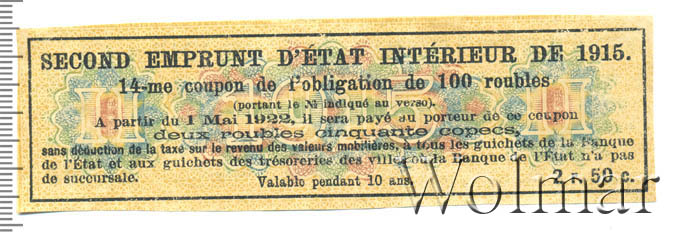 SECOND EMPRUNT D'ÉTAT INTÉRIEUR DE 1915.
14-me coupon de l'obligation de 100 roubles
(portant le № indiqué au verso).
A partir du 1 Mai 1922, il sera payé au porteur de ce coupon
deux roubles cinquante copecs,
sans déduction de la taxe sur le revenu des valeurs mobilières, à tous les guichets de la Banque
de l'État et aux guichets des trésoreries des villes où la Banque de l'État n'a pas
de succursale.
Valable pendant 10 ans.
2 r. 50 c.
Wolmar